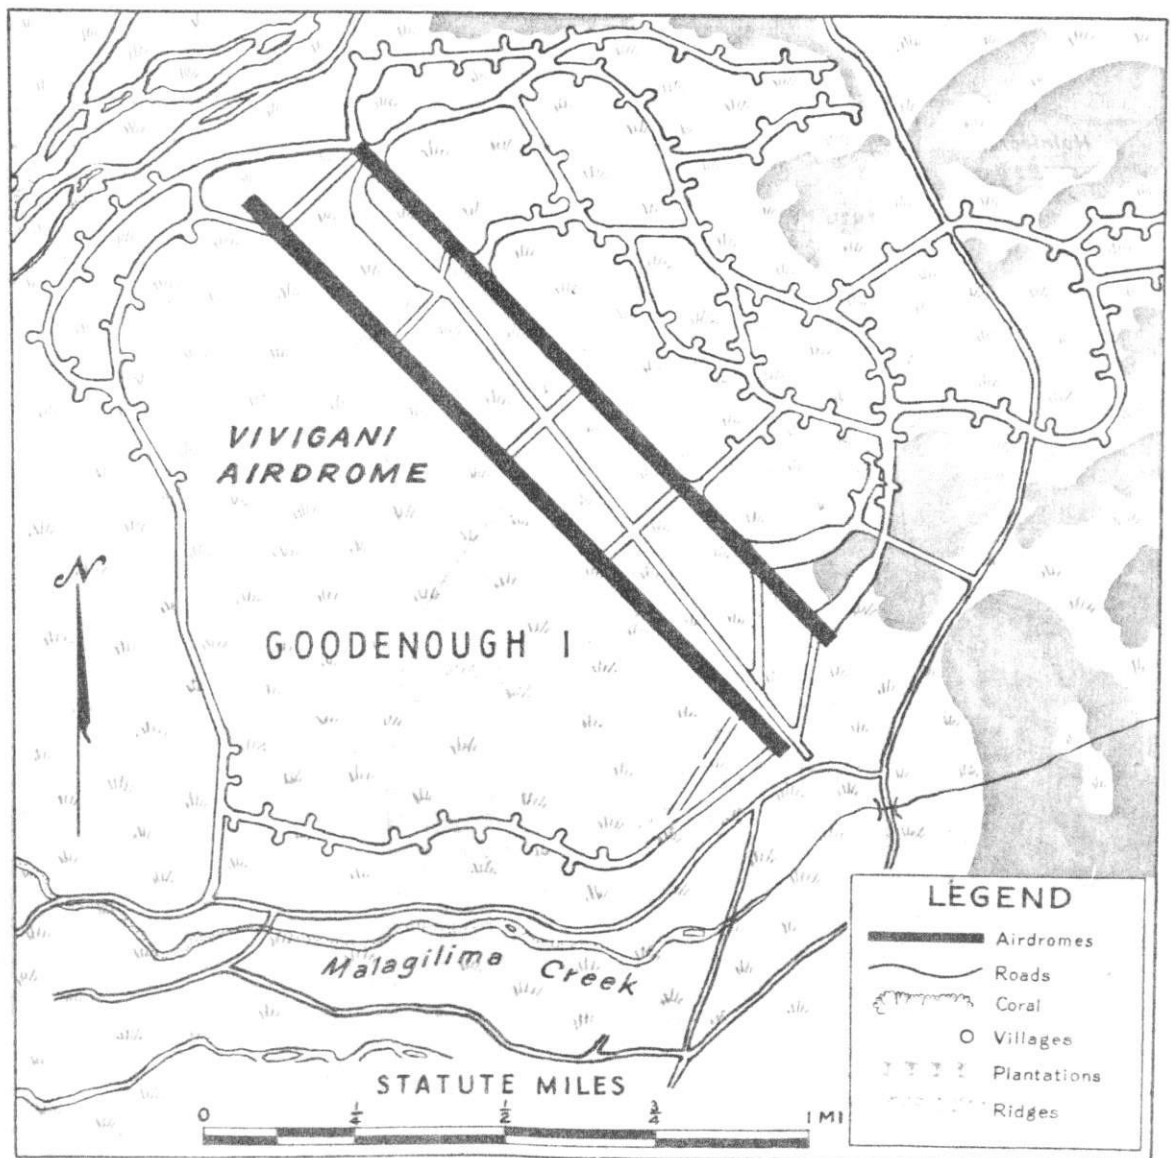 VIVIGANI
AIRDROME
N
GOODENOUGH I
Malagilima Creek
LEGEND
Airdromes
Roads
Coral
Villages
Plantations
Ridges
STATUTE MILES
0 1/4 1/2 3/4 1 MI